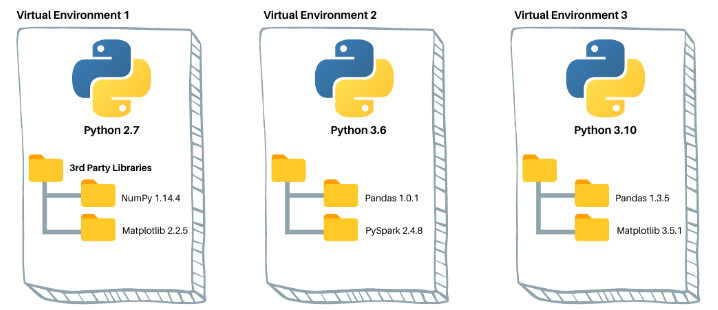 Virtual Environment 1
Python 2.7
3rd Party Libraries
NumPy 1.14.4
Matplotlib 2.2.5
Virtual Environment 2
Python 3.6
Pandas 1.0.1
PySpark 2.4.8
Virtual Environment 3
Python 3.10
Pandas 1.3.5
Matplotlib 3.5.1